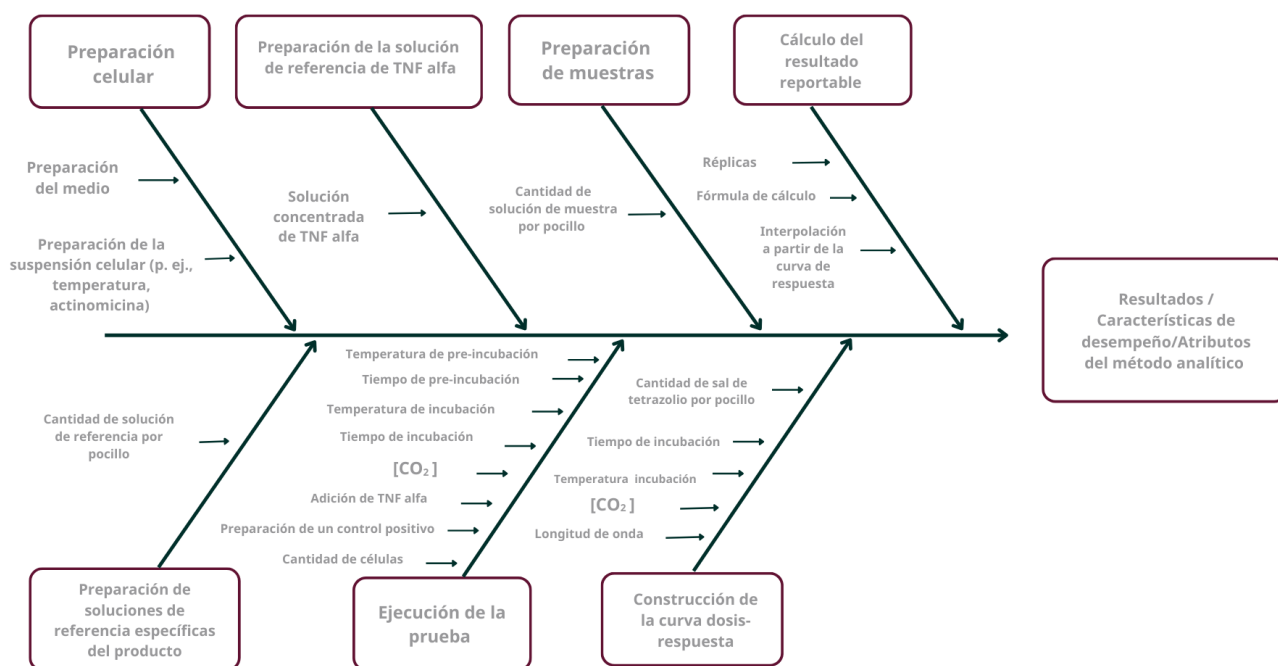 Preparación
celular
Preparación de la solución
de referencia de TNF alfa
Preparación
de muestras
Cálculo del
resultado
reportable
Preparación
del medio
Preparación de la
suspensión celular (p. ej.,
temperatura,
actinomicina)
Solución
concentrada
de TNF alfa
Cantidad de
solución de muestra
por pocillo
Réplicas
Fórmula de cálculo
Interpolación
a partir de la
curva de
respuesta
Resultados /
Características de
desempeño/Atributos
del método analítico
Cantidad de solución
de referencia por
pocillo
Temperatura de pre-incubación
Tiempo de pre-incubación
Temperatura de incubación
Tiempo de incubación
[CO₂ ]
Adición de TNF alfa
Preparación de un control positivo
Cantidad de células
Cantidad de sal de
tetrazolio por pocillo
Tiempo de incubación
Temperatura incubación
[CO₂ ]
Longitud de onda
Preparación de
soluciones de
referencia específicas
del producto
Ejecución de la
prueba
Construcción de
la curva dosis-
respuesta